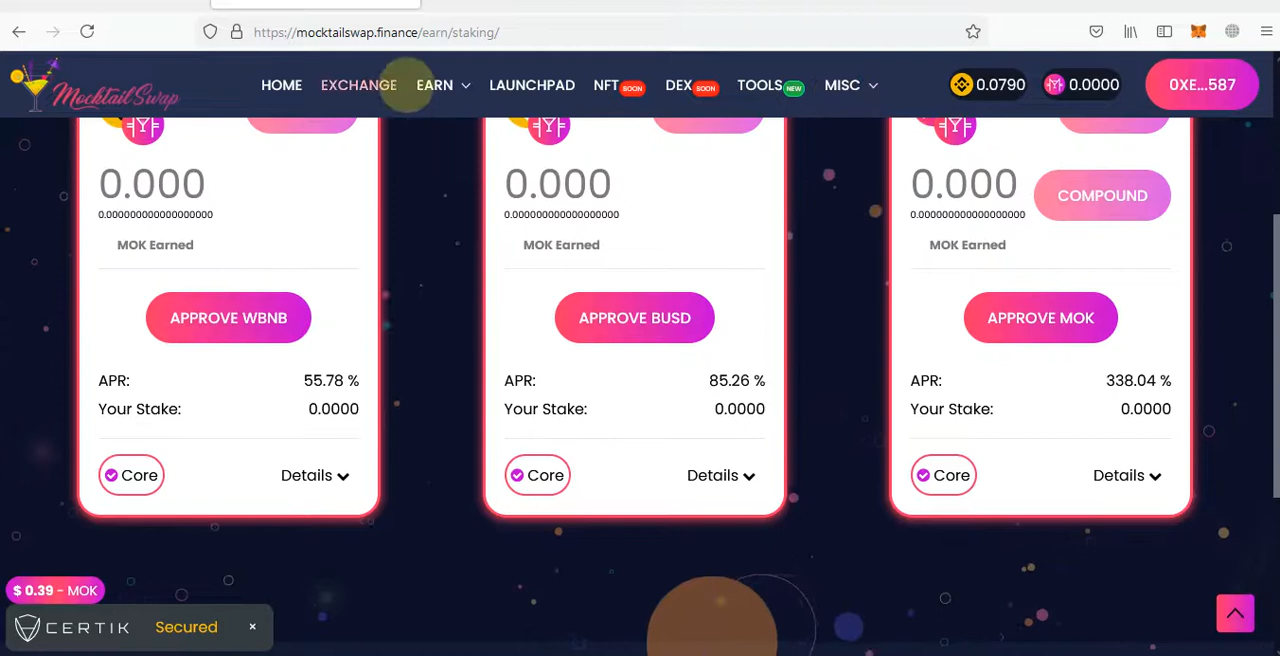 https://mocktailswap.finance/earn/staking/
Mocktail Swap HOME EXCHANGE EARN LAUNCHPAD NFT SOON DEX SOON TOOLS NEW MISC 0.0790 0.0000 0XE...587
0.000 0.000 0.000 COMPOUND
0.000000000000000000 0.000000000000000000 0.000000000000000000
MOK Earned MOK Earned MOK Earned
APPROVE WBNB APPROVE BUSD APPROVE MOK
APR: 55.78 % APR: 85.26 % APR: 338.04 %
Your Stake: 0.0000 Your Stake: 0.0000 Your Stake: 0.0000
Core Details Core Details Core Details
$ 0.39 - MOK
CERTIK Secured ×